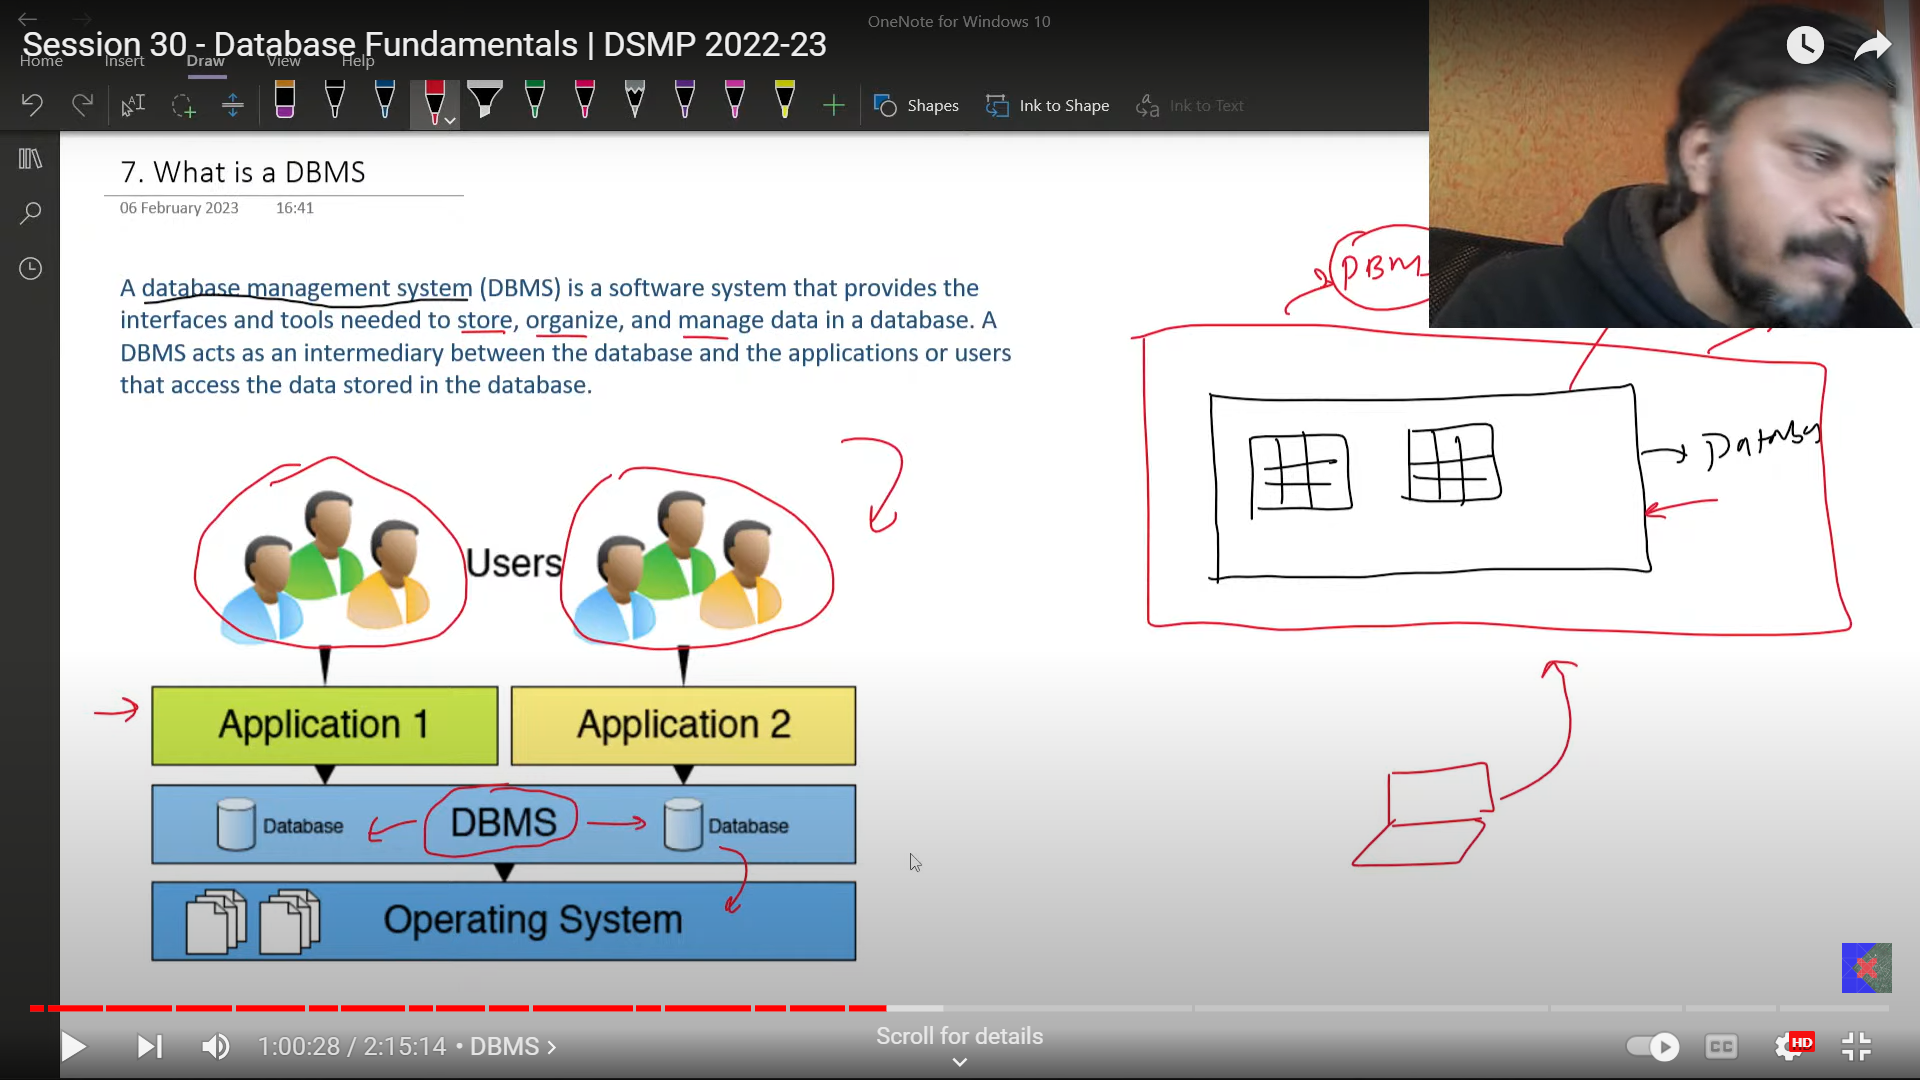 OneNote for Windows 10
Session 30 - Database Fundamentals | DSMP 2022-23
Home Insert Draw View Help
Shapes Ink to Shape Ink to Text
7. What is a DBMS
06 February 2023 16:41
A database management system (DBMS) is a software system that provides the
interfaces and tools needed to store, organize, and manage data in a database. A
DBMS acts as an intermediary between the database and the applications or users
that access the data stored in the database.
DBM
Users
Application 1 Application 2
Database DBMS Database
Operating System
1:00:28 / 2:15:14 • DBMS >
Scroll for details
CC
HD